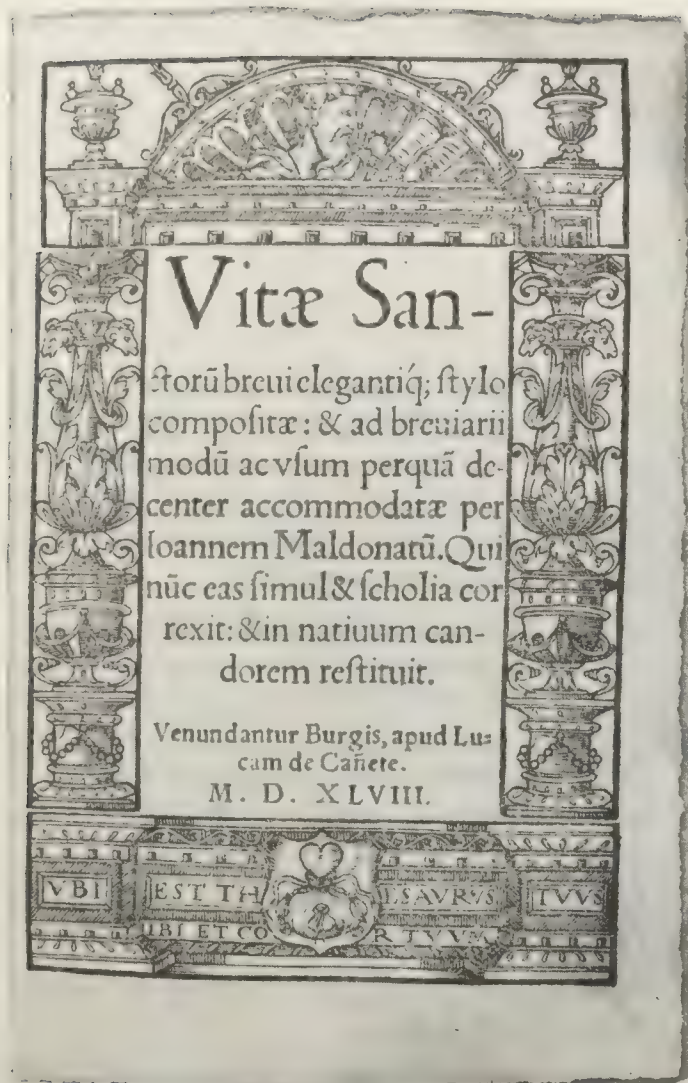 Vitæ San-
ctorũ breui elegantiq́; ſtylo
compoſitæ: & ad breuiarii
modũ ac vſum perquã de-
center accommodatæ per
Ioannem Maldonatũ. Qui
nũc eas ſimul & ſcholia cor
rexit: & in natiuum can-
dorem reſtituit.
Venundantur Burgis, apud Lu-
cam de Cañete.
M. D. XLVIII.
VBI EST TH ESAVRVS TVVS
IBI ET CO R TVVM